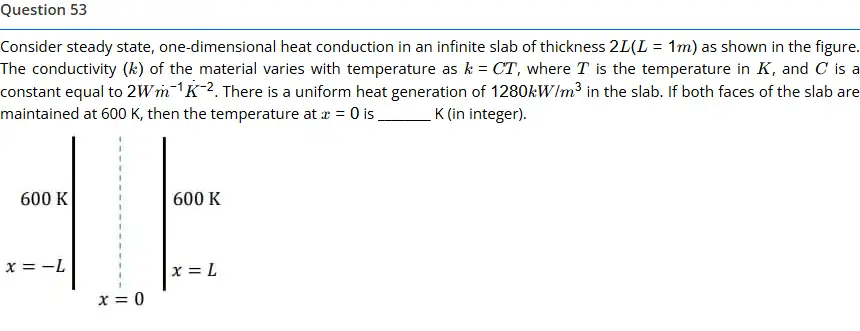 Question 53
Consider steady state, one-dimensional heat conduction in an infinite slab of thickness 2L(L = 1m) as shown in the figure.
The conductivity (k) of the material varies with temperature as k = CT, where T is the temperature in K, and C is a
constant equal to 2Wm⁻¹K⁻². There is a uniform heat generation of 1280kW/m³ in the slab. If both faces of the slab are
maintained at 600 K, then the temperature at x = 0 is ______ K (in integer).
600 K 600 K
x = −L x = L
x = 0